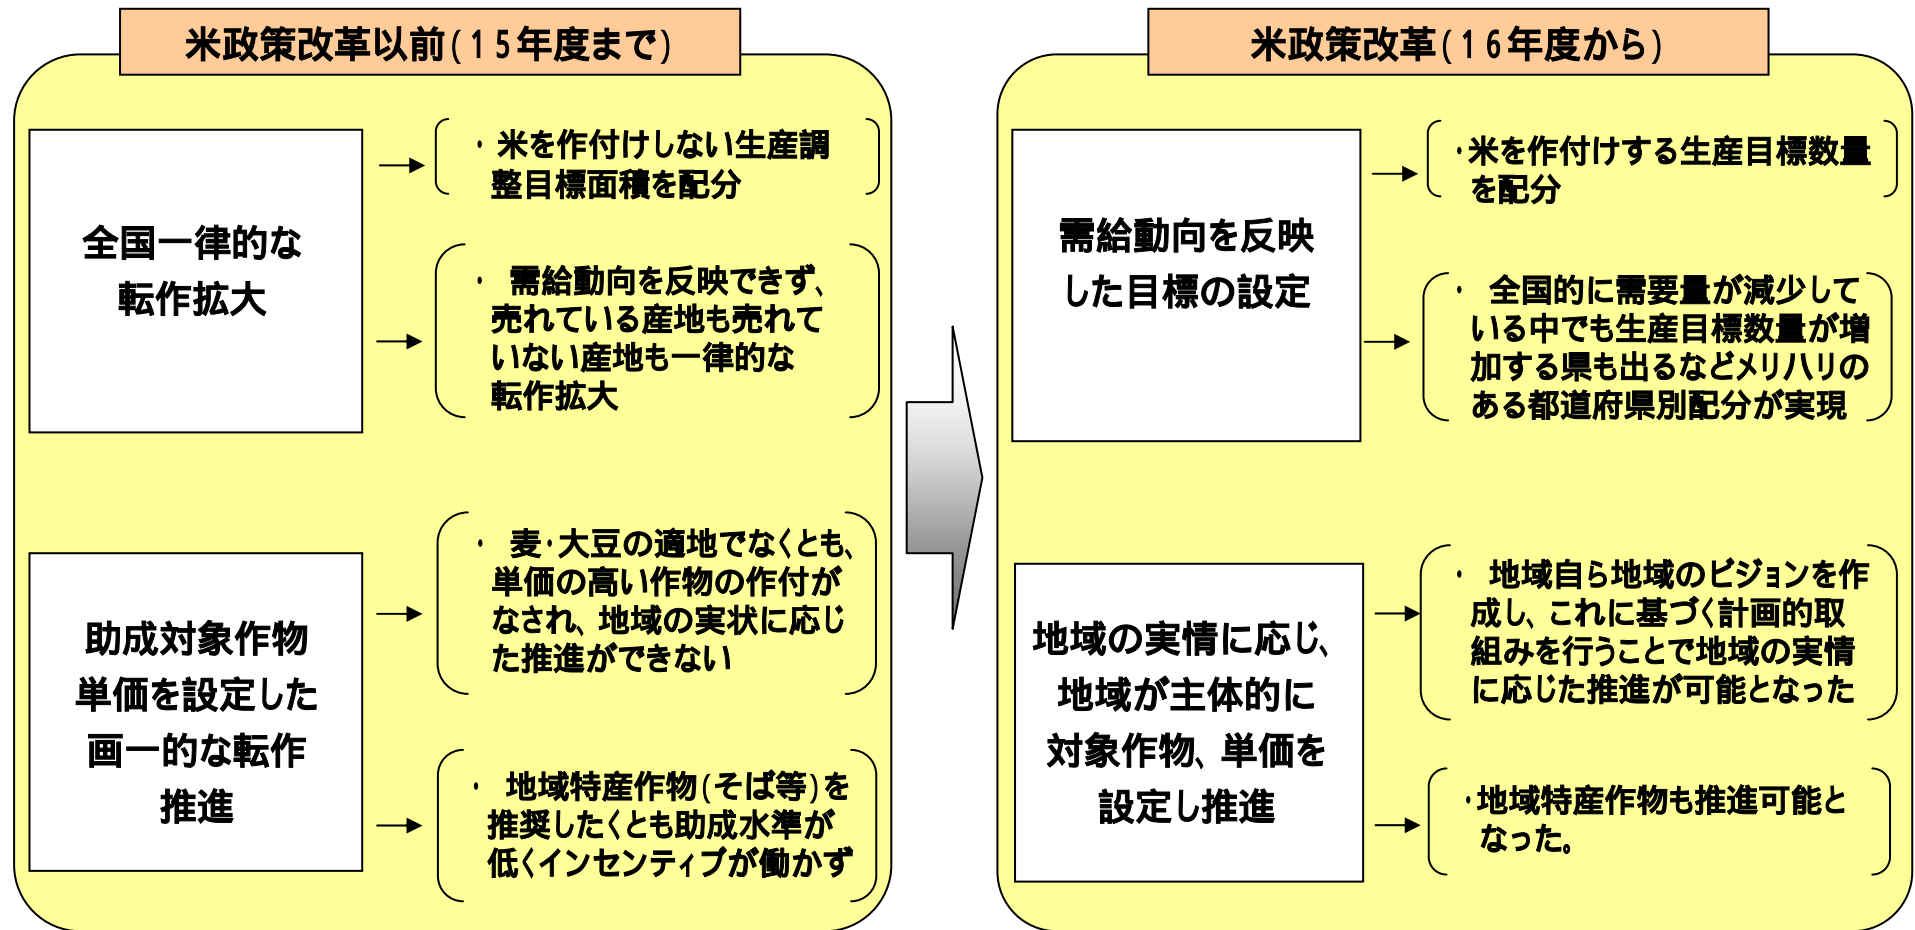 米政策改革以前(15年度まで)
全国一律的な
転作拡大
・米を作付けしない生産調
整目標面積を配分
・ 需給動向を反映できず、
売れている産地も売れて
いない産地も一律的な
転作拡大
助成対象作物
単価を設定した
画一的な転作
推進
・ 麦・大豆の適地でなくとも、
単価の高い作物の作付が
なされ、地域の実状に応じ
た推進ができない
・ 地域特産作物(そば等)を
推奨したくとも助成水準が
低くインセンティブが働かず
米政策改革(16年度から)
需給動向を反映
した目標の設定
・米を作付けする生産目標数量
を配分
・ 全国的に需要量が減少して
いる中でも生産目標数量が増
加する県も出るなどメリハリの
ある都道府県別配分が実現
地域の実情に応じ、
地域が主体的に
対象作物、単価を
設定し推進
・ 地域自ら地域のビジョンを作
成し、これに基づく計画的取
組みを行うことで地域の実情
に応じた推進が可能となった
・地域特産作物も推進可能と
なった。